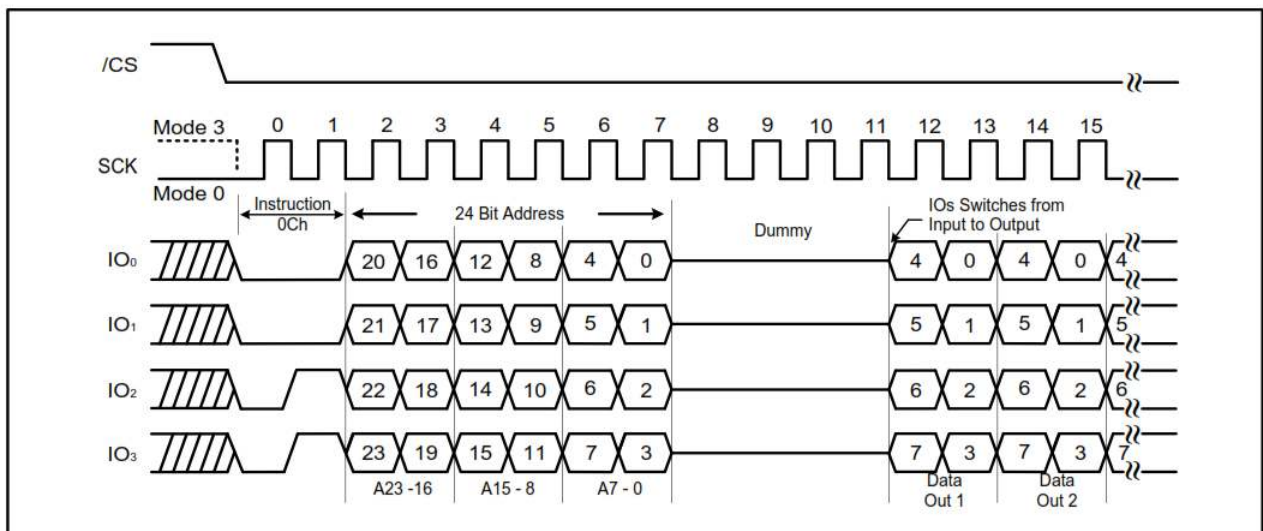 /CS
Mode 3 0 1 2 3 4 5 6 7 8 9 10 11 12 13 14 15
SCK
Mode 0
Instruction
0Ch
24 Bit Address
Dummy
IOs Switches from
Input to Output
IO0 20 16 12 8 4 0 4 0 4 0 4
IO1 21 17 13 9 5 1 5 1 5 1 5
IO2 22 18 14 10 6 2 6 2 6 2 6
IO3 23 19 15 11 7 3 7 3 7 3 7
A23 -16 A15 - 8 A7 - 0
Data
Out 1
Data
Out 2